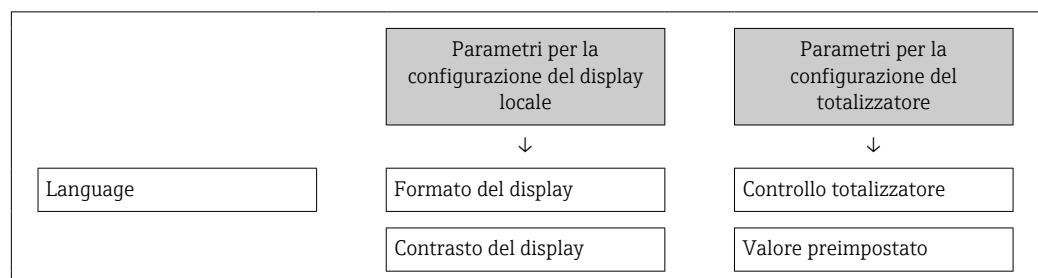 Parametri per la
configurazione del display
locale
Parametri per la
configurazione del
totalizzatore
↓
↓
Language
Formato del display
Controllo totalizzatore
Contrasto del display
Valore preimpostato